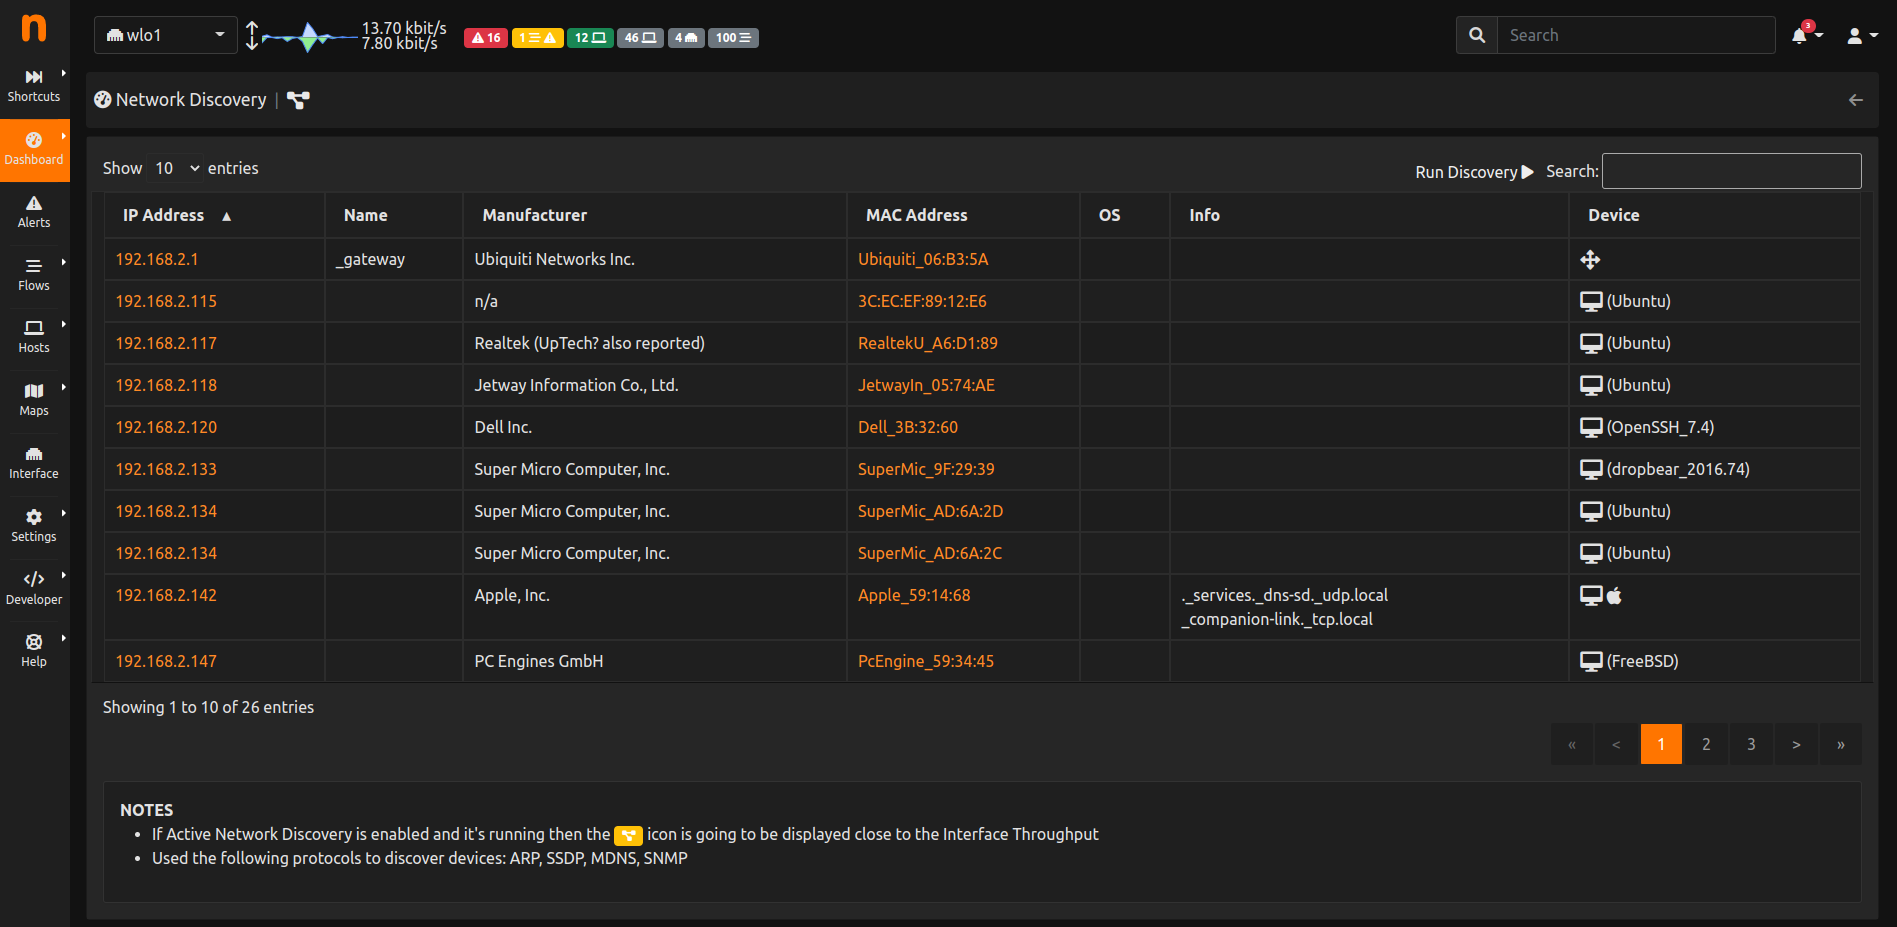 n
wlo1
13.70 kbit/s
7.80 kbit/s
16
1
12
46
4
100
Search
3
Shortcuts
Dashboard
Alerts
Flows
Hosts
Maps
Interface
Settings
Developer
Help
Network Discovery |
Show 10 entries
Run Discovery Search:
IP Address ▲ Name Manufacturer MAC Address OS Info Device
192.168.2.1 _gateway Ubiquiti Networks Inc. Ubiquiti_06:B3:5A
192.168.2.115 n/a 3C:EC:EF:89:12:E6 (Ubuntu)
192.168.2.117 Realtek (UpTech? also reported) RealtekU_A6:D1:89 (Ubuntu)
192.168.2.118 Jetway Information Co., Ltd. JetwayIn_05:74:AE (Ubuntu)
192.168.2.120 Dell Inc. Dell_3B:32:60 (OpenSSH_7.4)
192.168.2.133 Super Micro Computer, Inc. SuperMic_9F:29:39 (dropbear_2016.74)
192.168.2.134 Super Micro Computer, Inc. SuperMic_AD:6A:2D (Ubuntu)
192.168.2.134 Super Micro Computer, Inc. SuperMic_AD:6A:2C (Ubuntu)
192.168.2.142 Apple, Inc. Apple_59:14:68 ._services._dns-sd._udp.local
_companion-link._tcp.local
192.168.2.147 PC Engines GmbH PcEngine_59:34:45 (FreeBSD)
Showing 1 to 10 of 26 entries
« < 1 2 3 > »
NOTES
• If Active Network Discovery is enabled and it's running then the icon is going to be displayed close to the Interface Throughput
• Used the following protocols to discover devices: ARP, SSDP, MDNS, SNMP